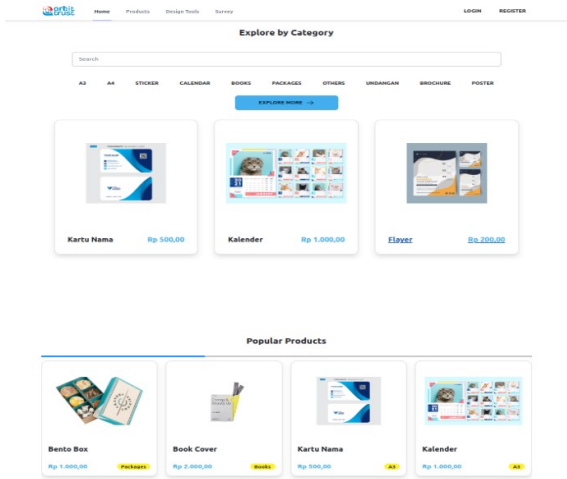 orbit
cruise
Home Products Design Tools Survey LOGIN REGISTER
Explore by Category
Search
A3 A4 STICKER CALENDAR BOOKS PACKAGES OTHERS UNDANGAN BROCHURE POSTER
EXPLORE MORE →
Kartu Nama Rp 500,00
Kalender Rp 1.000,00
Flayer Rp 200,00
Popular Products
Bento Box
Rp 1.000,00 Packages
Book Cover
Rp 2.000,00 Books
Kartu Nama
Rp 500,00 A3
Kalender
Rp 1.000,00 A3